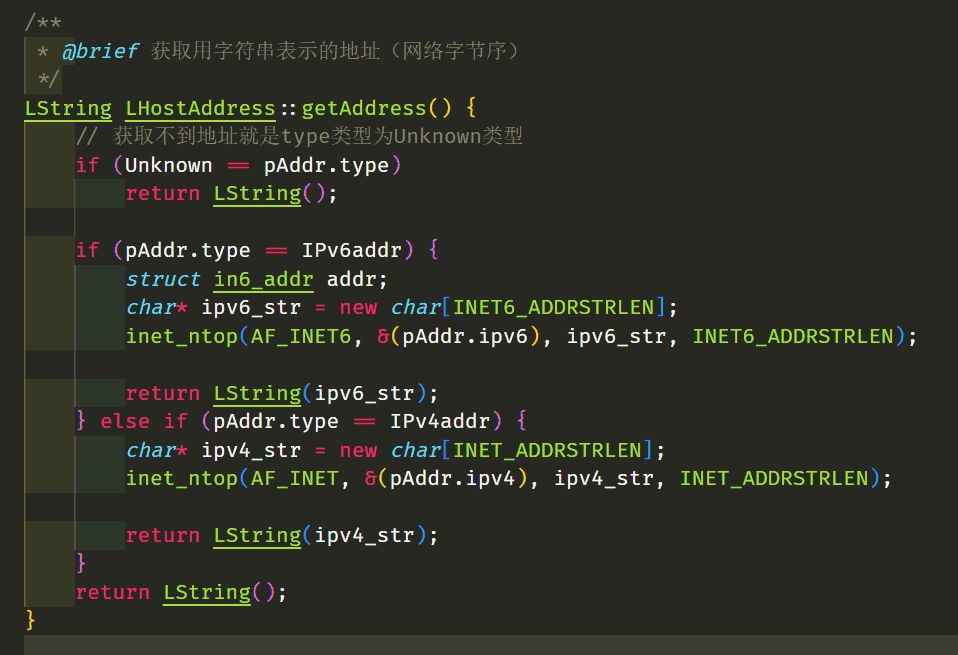 /**
 * @brief 获取用字符串表示的地址（网络字节序）
 */
LString LHostAddress::getAddress() {
    // 获取不到地址就是type类型为Unknown类型
    if (Unknown == pAddr.type)
        return LString();

    if (pAddr.type == IPv6addr) {
        struct in6_addr addr;
        char* ipv6_str = new char[INET6_ADDRSTRLEN];
        inet_ntop(AF_INET6, &(pAddr.ipv6), ipv6_str, INET6_ADDRSTRLEN);

        return LString(ipv6_str);
    } else if (pAddr.type == IPv4addr) {
        char* ipv4_str = new char[INET_ADDRSTRLEN];
        inet_ntop(AF_INET, &(pAddr.ipv4), ipv4_str, INET_ADDRSTRLEN);

        return LString(ipv4_str);
    }
    return LString();
}